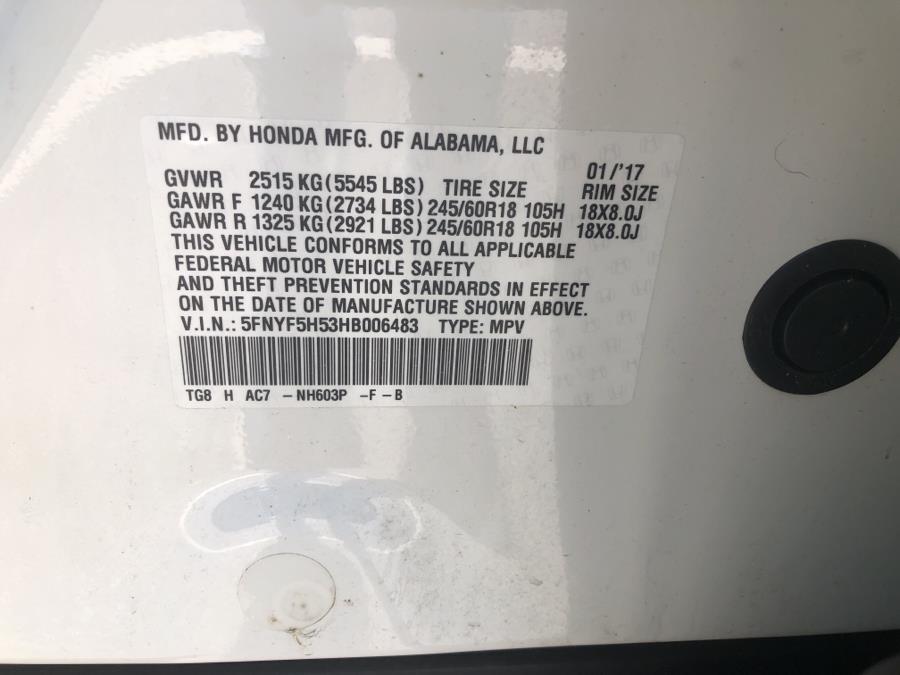 MFD. BY HONDA MFG. OF ALABAMA, LLC
01/'17
GVWR 2515 KG (5545 LBS) TIRE SIZE RIM SIZE
GAWR F 1240 KG (2734 LBS) 245/60R18 105H 18X8.0J
GAWR R 1325 KG (2921 LBS) 245/60R18 105H 18X8.0J
THIS VEHICLE CONFORMS TO ALL APPLICABLE
FEDERAL MOTOR VEHICLE SAFETY
AND THEFT PREVENTION STANDARDS IN EFFECT
ON THE DATE OF MANUFACTURE SHOWN ABOVE.
V.I.N.: 5FNYF5H53HB006483 TYPE: MPV
TG8 H AC7 -NH603P -F-B